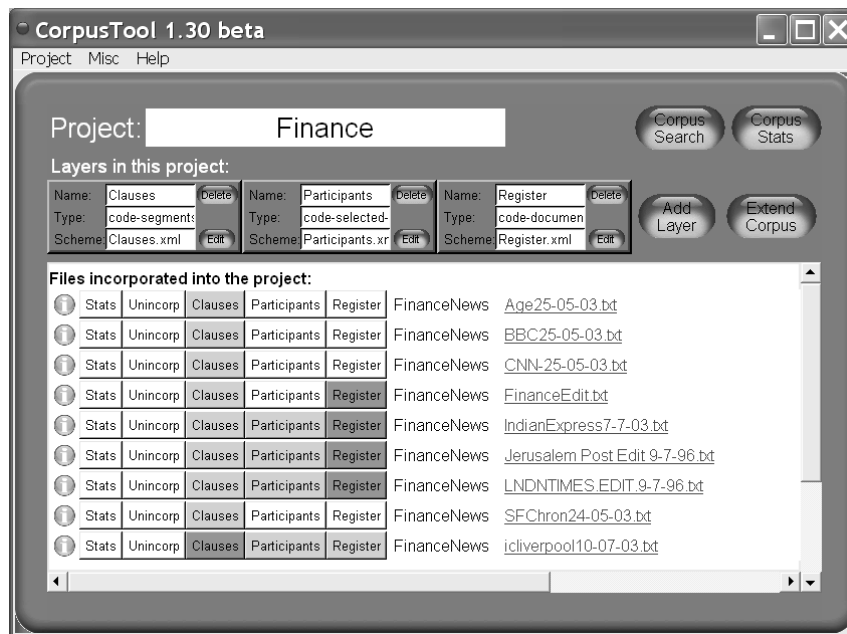 CorpusTool 1.30 beta
Project Misc Help
Project: Finance
Corpus Search
Corpus Stats
Layers in this project:
Name: Clauses Delete Name: Participants Delete Name: Register Delete
Type: code-segments Type: code-selected- Type: code-documen
Scheme: Clauses.xml Edit Scheme: Participants.xr Edit Scheme: Register.xml Edit
Add Layer
Extend Corpus
Files incorporated into the project:
i Stats Unincorp Clauses Participants Register FinanceNews Age25-05-03.txt
i Stats Unincorp Clauses Participants Register FinanceNews BBC25-05-03.txt
i Stats Unincorp Clauses Participants Register FinanceNews CNN-25-05-03.txt
i Stats Unincorp Clauses Participants Register FinanceNews FinanceEdit.txt
i Stats Unincorp Clauses Participants Register FinanceNews IndianExpress7-7-03.txt
i Stats Unincorp Clauses Participants Register FinanceNews Jerusalem Post Edit 9-7-96.txt
i Stats Unincorp Clauses Participants Register FinanceNews LNDNTIMES.EDIT.9-7-96.txt
i Stats Unincorp Clauses Participants Register FinanceNews SFChron24-05-03.txt
i Stats Unincorp Clauses Participants Register FinanceNews icliverpool10-07-03.txt